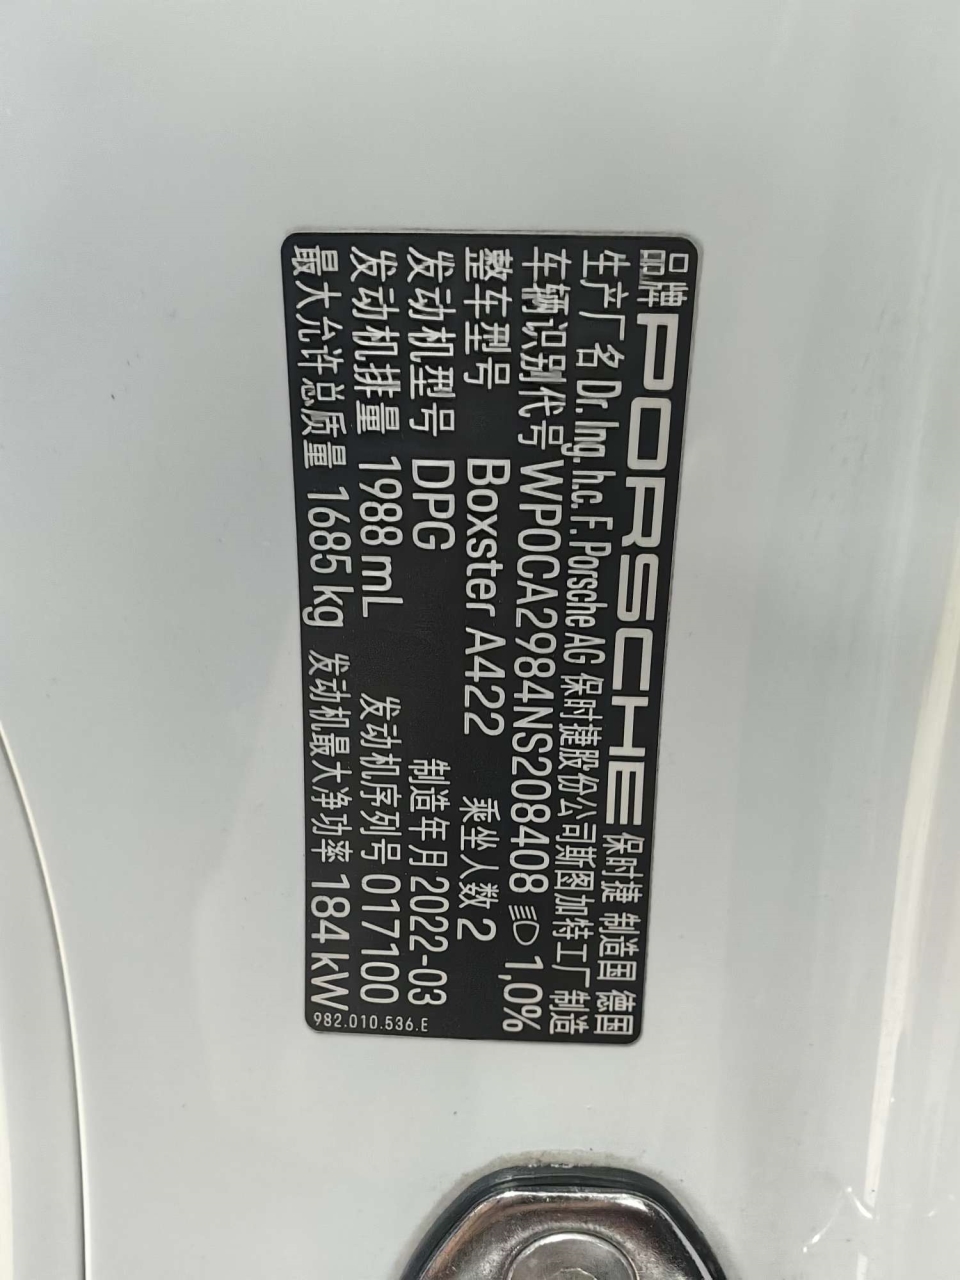 品牌 PORSCHE 保时捷 制造国 德国
生产厂名 Dr. Ing. h.c. F. Porsche AG 保时捷股份公司斯图加特工厂制造
车辆识别代号 WP0CA2984NS208408 1,0%
整车型号 Boxster A422 乘坐人数 2
发动机型号 DPG 制造年月 2022-03
发动机排量 1988 mL 发动机序列号 017100
最大允许总质量 1685 kg 发动机最大净功率 184 kW
982.010.536.E